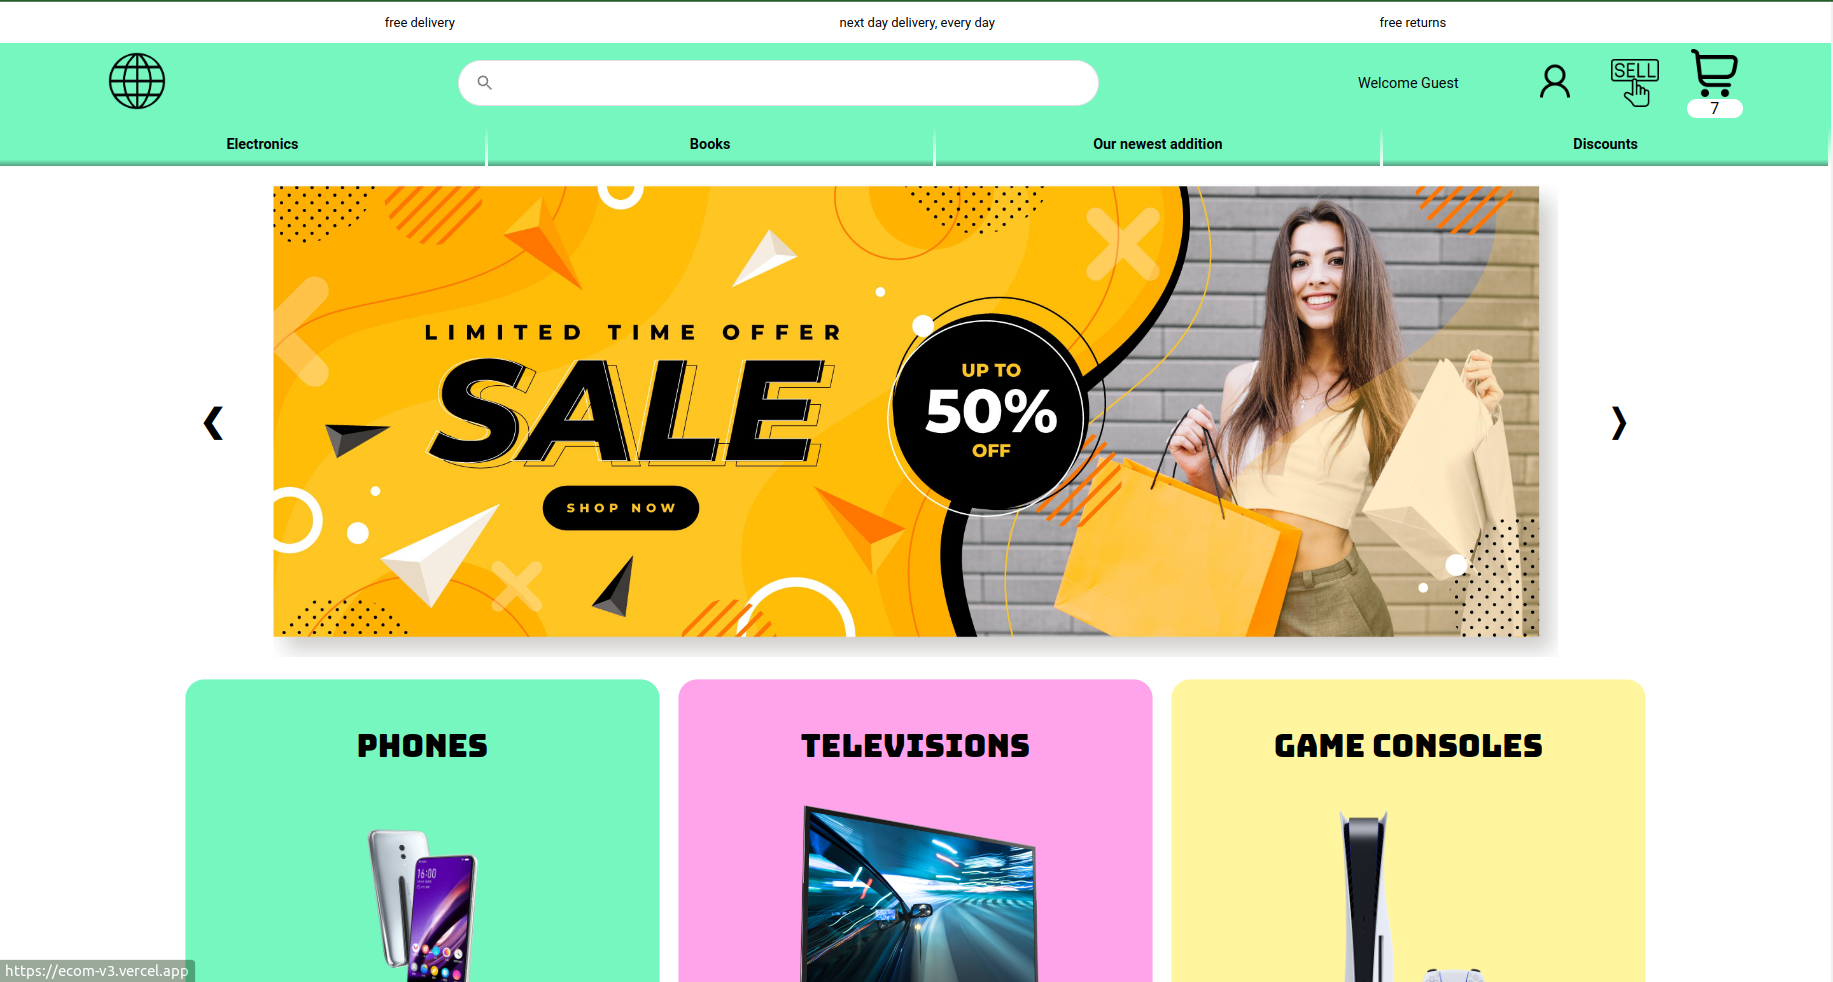 free delivery
next day delivery, every day
free returns
Welcome Guest
SELL
7
Electronics
Books
Our newest addition
Discounts
LIMITED TIME OFFER
SALE
SHOP NOW
UP TO
50%
OFF
PHONES
TELEVISIONS
GAME CONSOLES
16:00
https://ecom-v3.vercel.app